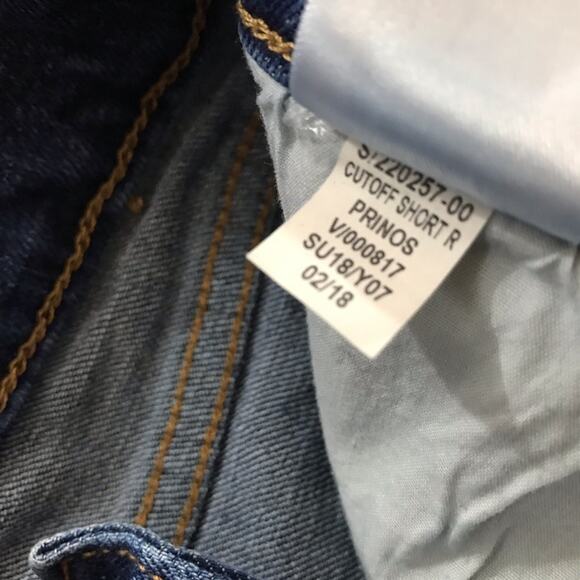 S/220257-00
CUTOFF SHORT R
PRINOS
V/000817
SU18/Y07
02/18